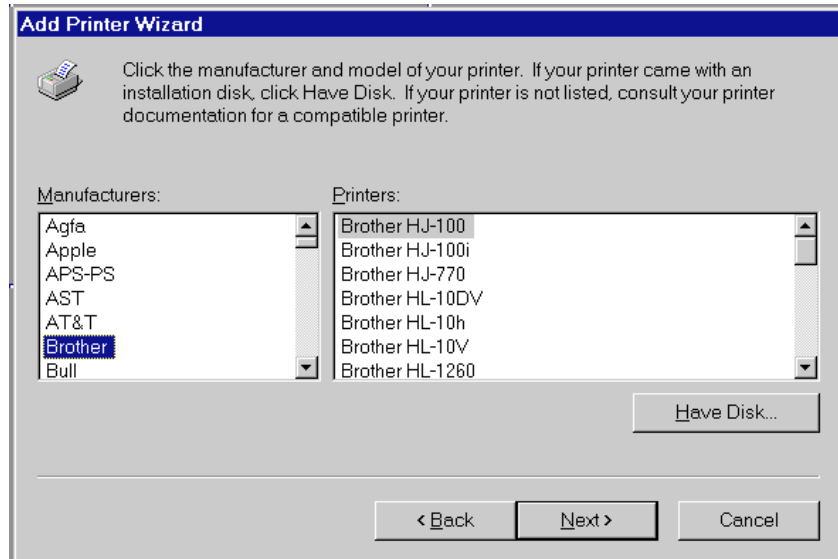 Add Printer Wizard
Click the manufacturer and model of your printer. If your printer came with an
installation disk, click Have Disk. If your printer is not listed, consult your printer
documentation for a compatible printer.
Manufacturers:
Agfa
Apple
APS-PS
AST
AT&T
Brother
Bull
Printers:
Brother HJ-100
Brother HJ-100i
Brother HJ-770
Brother HL-10DV
Brother HL-10h
Brother HL-10V
Brother HL-1260
Have Disk...
< Back
Next >
Cancel